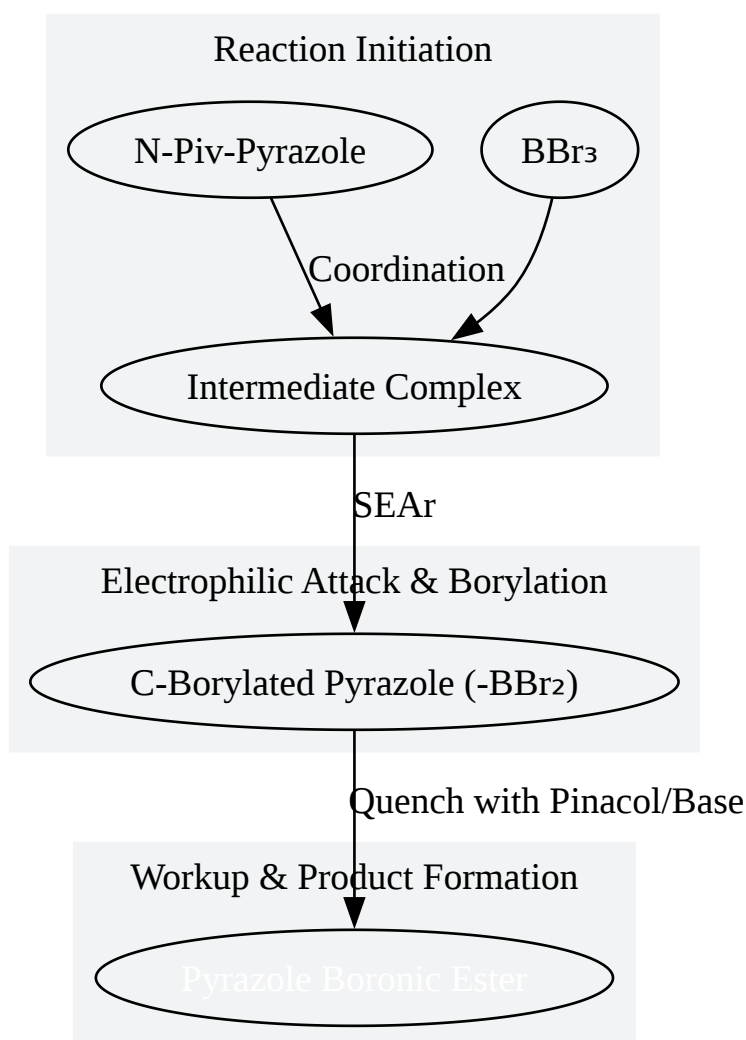 Reaction Initiation
N-Piv-Pyrazole
BBr₃
Coordination
Intermediate Complex
SEAr
Electrophilic Attack & Borylation
C-Borylated Pyrazole (-BBr₂)
Quench with Pinacol/Base
Workup & Product Formation
Pyrazole Boronic Ester